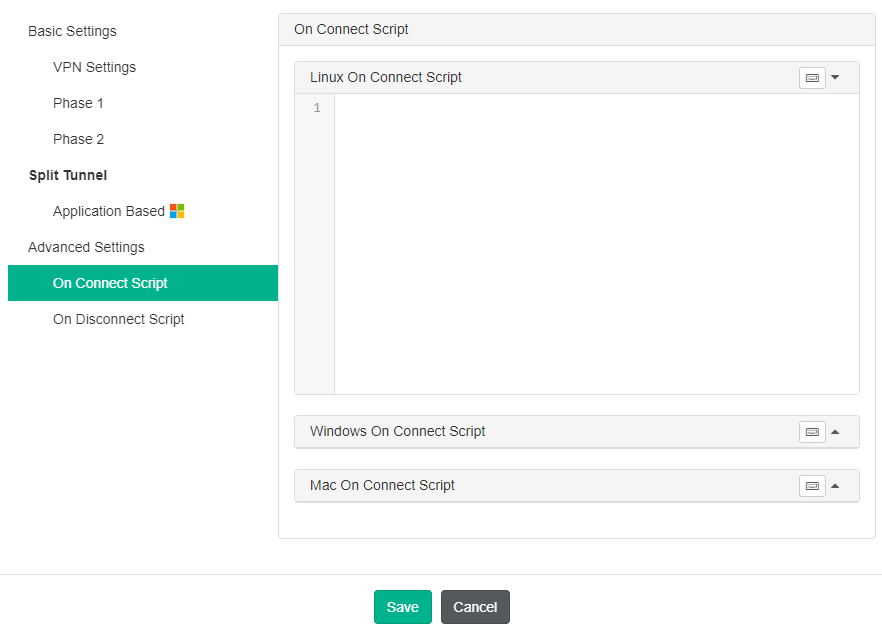 Basic Settings
VPN Settings
Phase 1
Phase 2
Split Tunnel
Application Based
Advanced Settings
On Connect Script
On Disconnect Script
On Connect Script
Linux On Connect Script
1
Windows On Connect Script
Mac On Connect Script
Save
Cancel